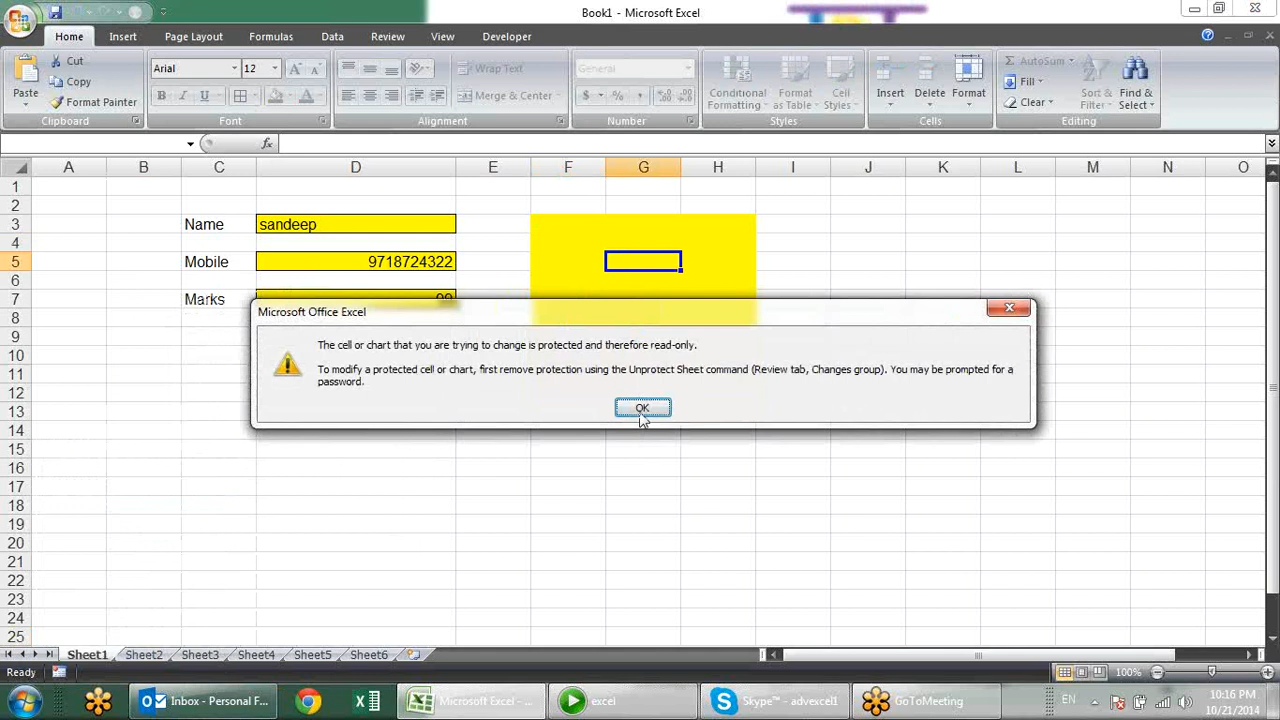 Book1 - Microsoft Excel
Home Insert Page Layout Formulas Data Review View Developer
Paste Cut Arial 12 Wrap Text General Conditional Formatting Format as Table Cell Styles Insert Delete Format AutoSum Sort & Filter Find & Select
Copy Fill
Format Painter B I U Merge & Center $ % , Clear
Clipboard Font Alignment Number Styles Cells Editing
fx
A B C D E F G H I J K L M N O
1
2
3 Name sandeep
4
5 Mobile 9718724322
6
7 Marks 99
8
Microsoft Office Excel
9
10 The cell or chart that you are trying to change is protected and therefore read-only.
11 To modify a protected cell or chart, first remove protection using the Unprotect Sheet command (Review tab, Changes group). You may be prompted for a
12 password.
13 OK
14
15
16
17
18
19
20
21
22
23
24
25
Sheet1 Sheet2 Sheet3 Sheet4 Sheet5 Sheet6
Ready 100%
Inbox - Personal F... Microsoft Excel - ... excel Skype™ - advexcel1 GoToMeeting EN 10:16 PM
10/21/2014